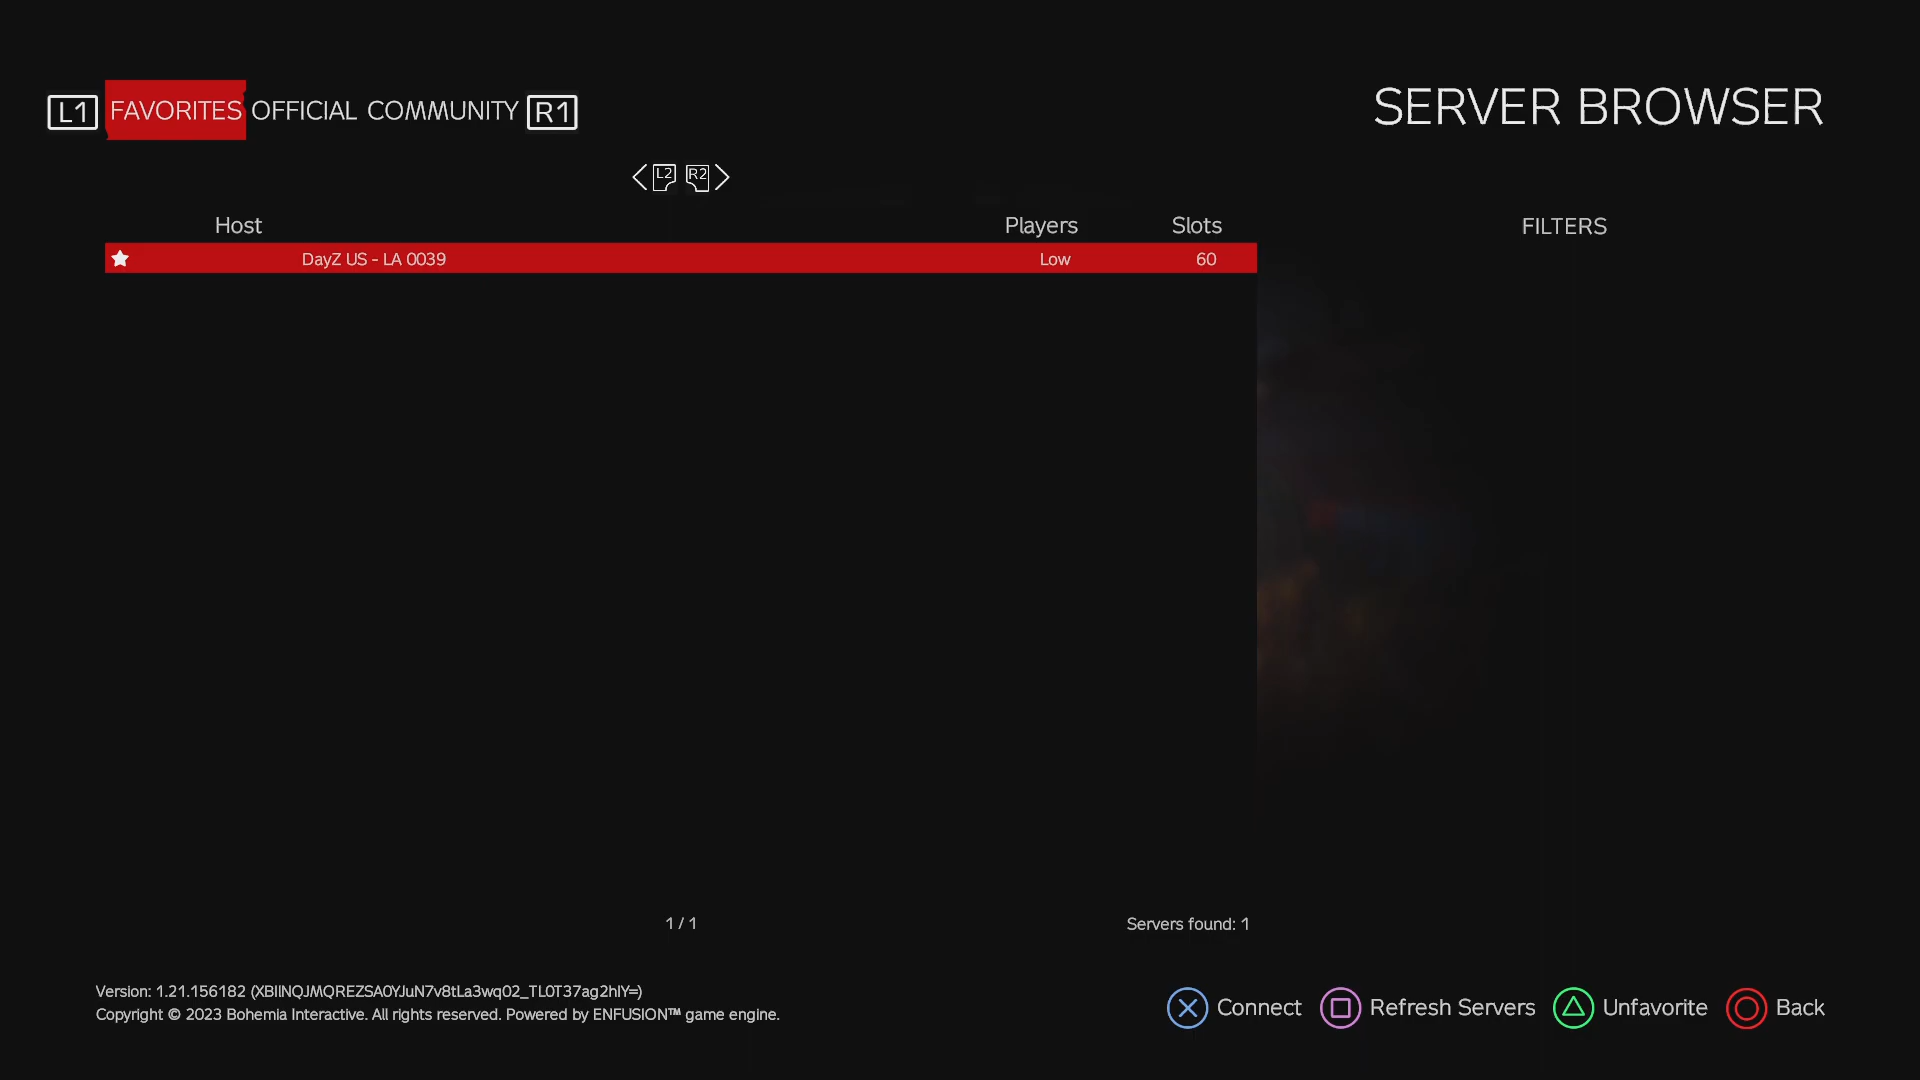 L1 FAVORITES OFFICIAL COMMUNITY R1
SERVER BROWSER
L2 R2
Host Players Slots
FILTERS
DayZ US - LA 0039 Low 60
1 / 1
Servers found: 1
Version: 1.21.156182 (XBIINQJMQREZSA0YJuN7v8tLa3wq02_TL0T37ag2hIY=)
Copyright © 2023 Bohemia Interactive. All rights reserved. Powered by ENFUSION™ game engine.
Connect Refresh Servers Unfavorite Back